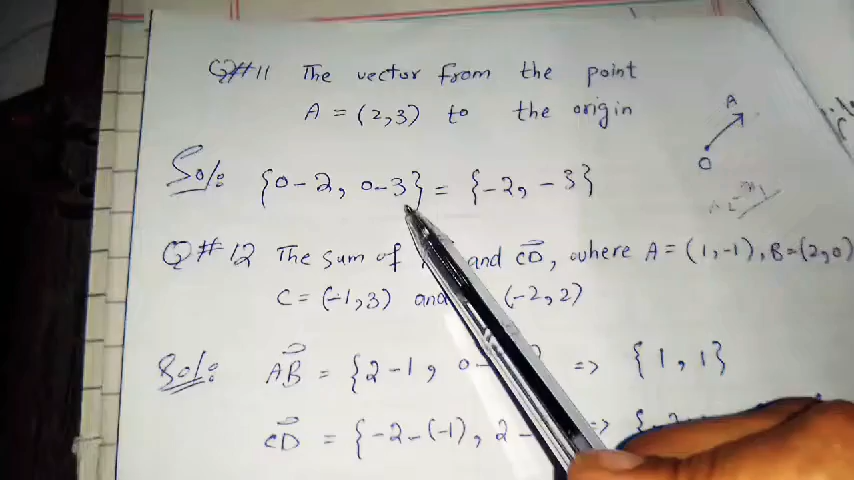 Q#11 The vector from the point
A = (2,3) to the origin
A
O
Sol: {0-2, 0-3} = {-2, -3}
Q#12 The sum of and CD, where A = (1,-1), B=(2,0)
C = (-1,3) and (-2,2)
Sol: AB = {2-1, 0- => {1, 1}
CD = {-2-(-1), 2- => {